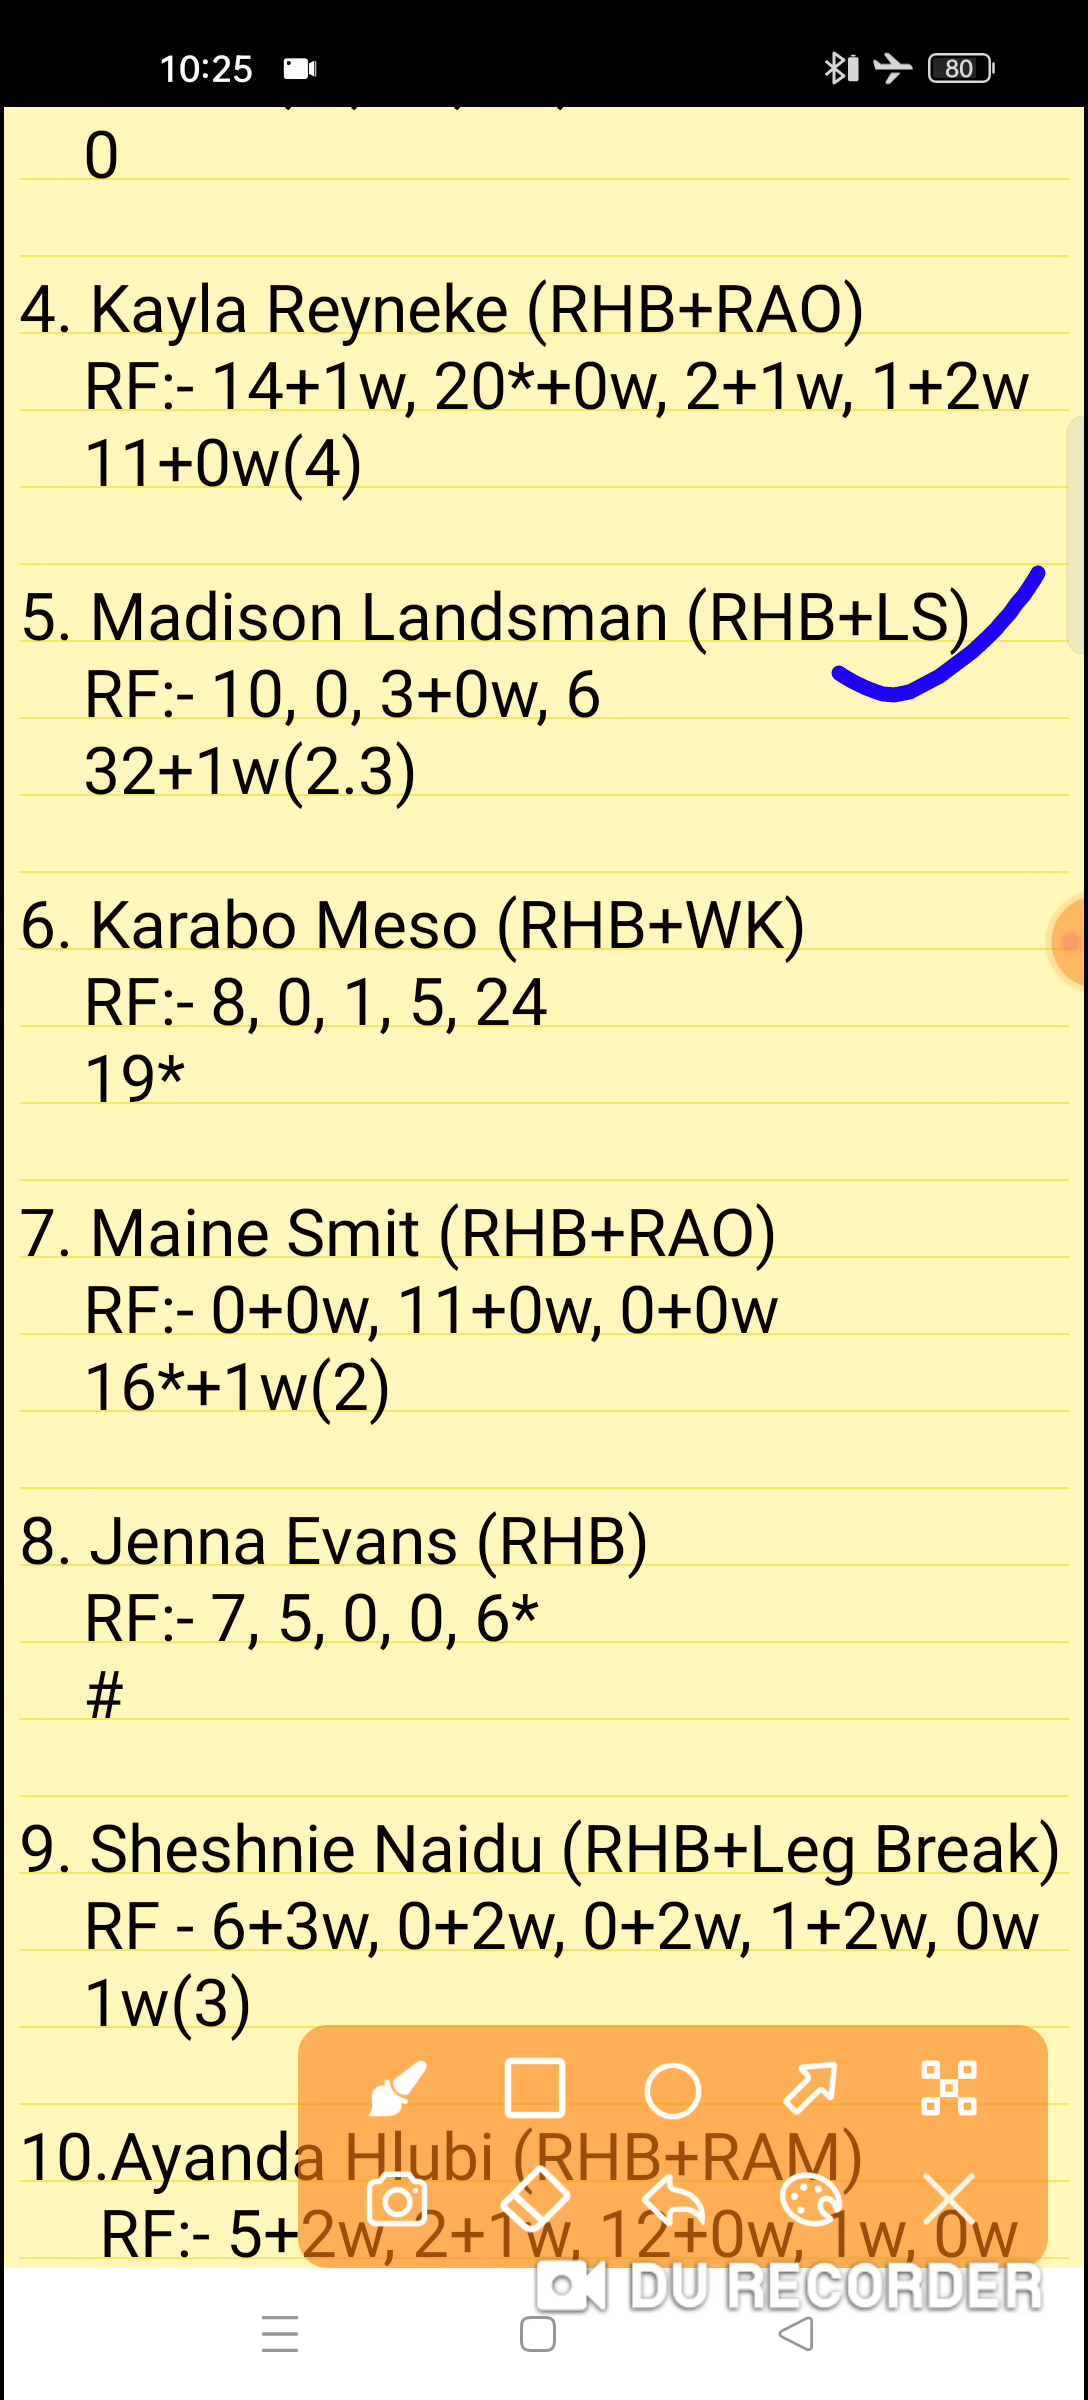 10:25
80
0
4. Kayla Reyneke (RHB+RAO)
RF:- 14+1w, 20*+0w, 2+1w, 1+2w
11+0w(4)
5. Madison Landsman (RHB+LS)
RF:- 10, 0, 3+0w, 6
32+1w(2.3)
6. Karabo Meso (RHB+WK)
RF:- 8, 0, 1, 5, 24
19*
7. Maine Smit (RHB+RAO)
RF:- 0+0w, 11+0w, 0+0w
16*+1w(2)
8. Jenna Evans (RHB)
RF:- 7, 5, 0, 0, 6*
#
9. Sheshnie Naidu (RHB+Leg Break)
RF - 6+3w, 0+2w, 0+2w, 1+2w, 0w
1w(3)
10.Ayanda Hlubi (RHB+RAM)
RF:- 5+2w, 2+1w, 12+0w, 1w, 0w
DU RECORDER